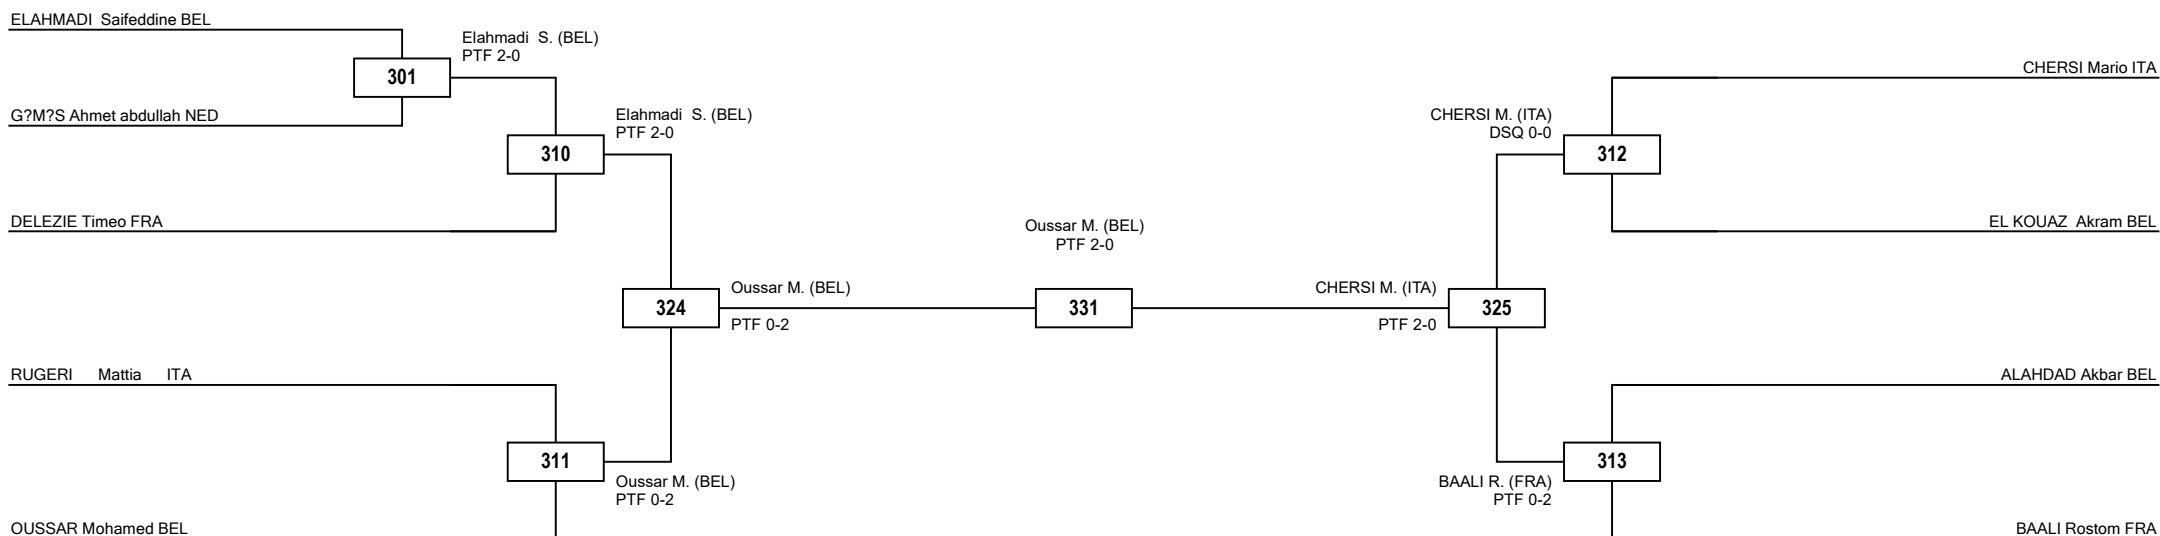 ELAHMADI  Saifeddine BEL
Elahmadi  S. (BEL)
PTF 2-0
301
G?M?S Ahmet abdullah NED
Elahmadi  S. (BEL)
PTF 2-0
310
DELEZIE Timeo FRA
324
Oussar M. (BEL)
PTF 0-2
RUGERI      Mattia      ITA
311
Oussar M. (BEL)
PTF 0-2
OUSSAR Mohamed BEL
Oussar M. (BEL)
PTF 2-0
331
CHERSI Mario ITA
CHERSI M. (ITA)
DSQ 0-0
312
EL KOUAZ  Akram BEL
CHERSI M. (ITA)
PTF 2-0
325
ALAHDAD Akbar BEL
313
BAALI R. (FRA)
PTF 0-2
BAALI Rostom FRA